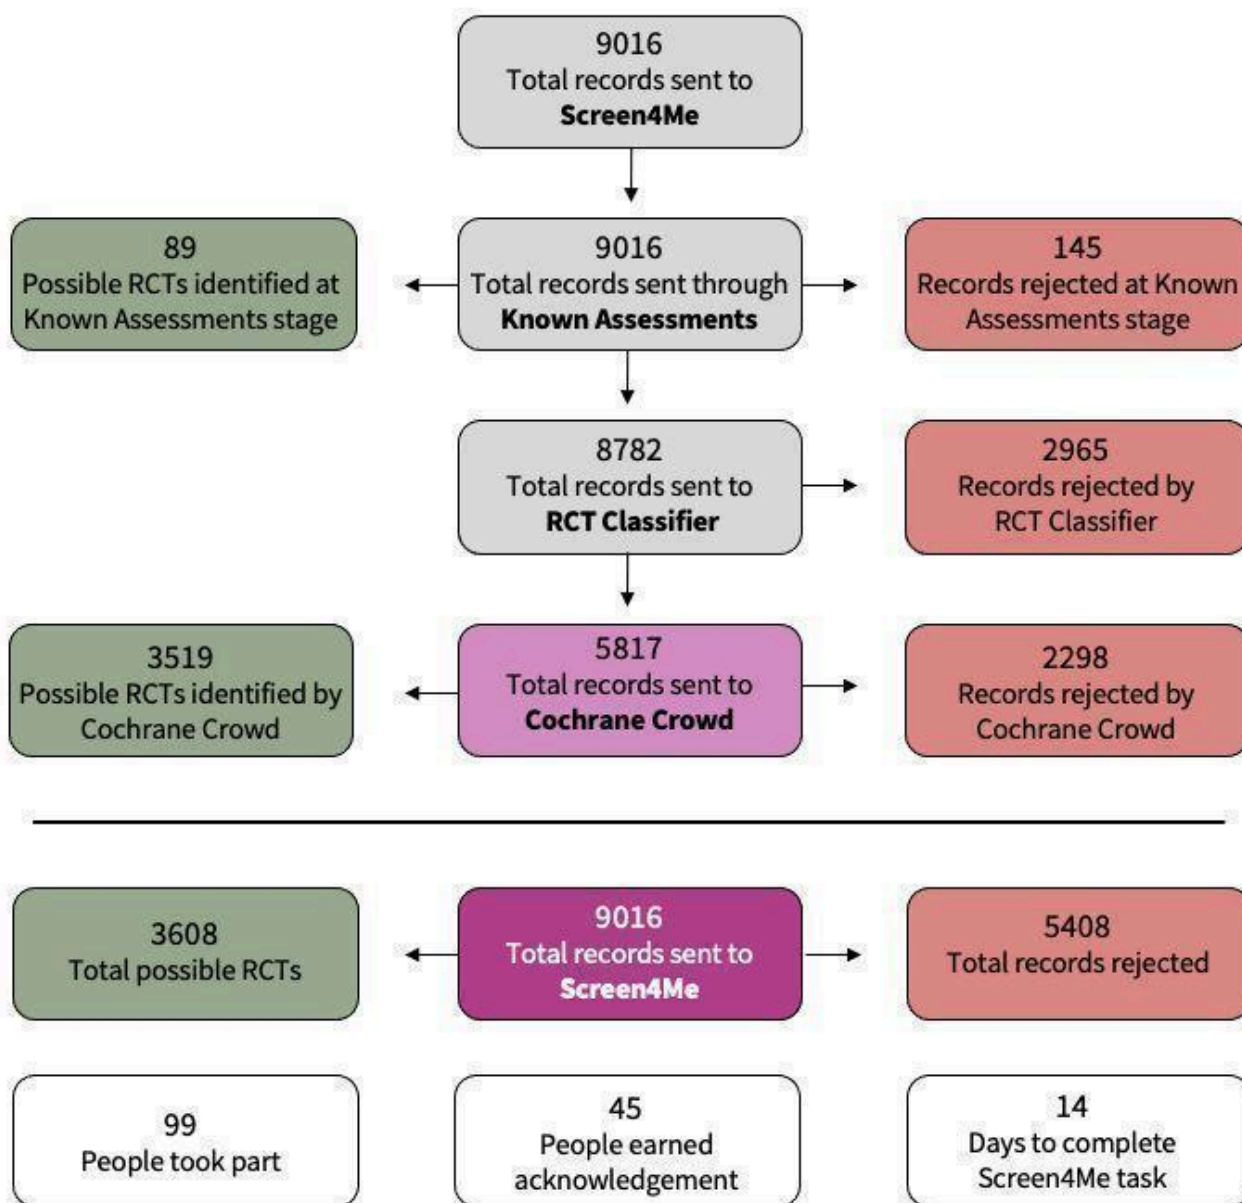 9016
Total records sent to
Screen4Me
89
Possible RCTs identified at
Known Assessments stage
9016
Total records sent through
Known Assessments
145
Records rejected at Known
Assessments stage
8782
Total records sent to
RCT Classifier
2965
Records rejected by
RCT Classifier
3519
Possible RCTs identified by
Cochrane Crowd
5817
Total records sent to
Cochrane Crowd
2298
Records rejected by
Cochrane Crowd
3608
Total possible RCTs
9016
Total records sent to
Screen4Me
5408
Total records rejected
99
People took part
45
People earned
acknowledgement
14
Days to complete
Screen4Me task